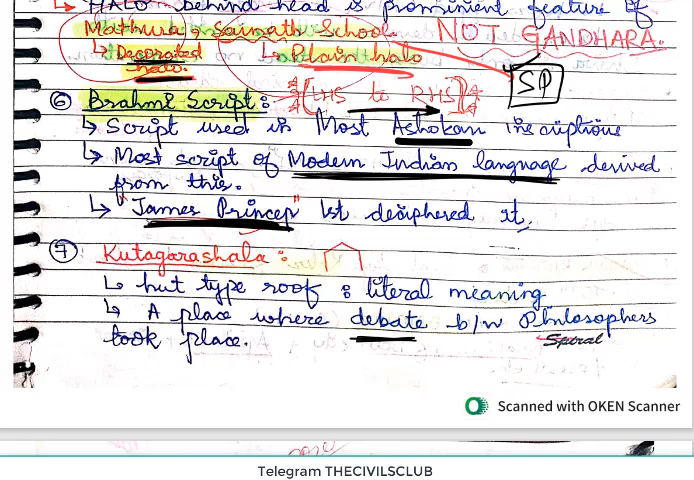 ↳ HALO behind head is prominent feature of
Mathura & Sarnath School. NOT GANDHARA.
↳ Decorated halo. ↳ Plain halo
SP
⑥ Brahmi Script : (LHS to RHS)
↳ Script used in Most Ashokan inscriptions
↳ Most script of Modern Indian language derived
from this.
↳ "James Princep" 1st deciphered it.
⑦ Kutagarashala :
↳ hut type roof : literal meaning
↳ A place where debate b/w Philosophers
took place.
Scanned with OKEN Scanner
Telegram THECIVILSCLUB